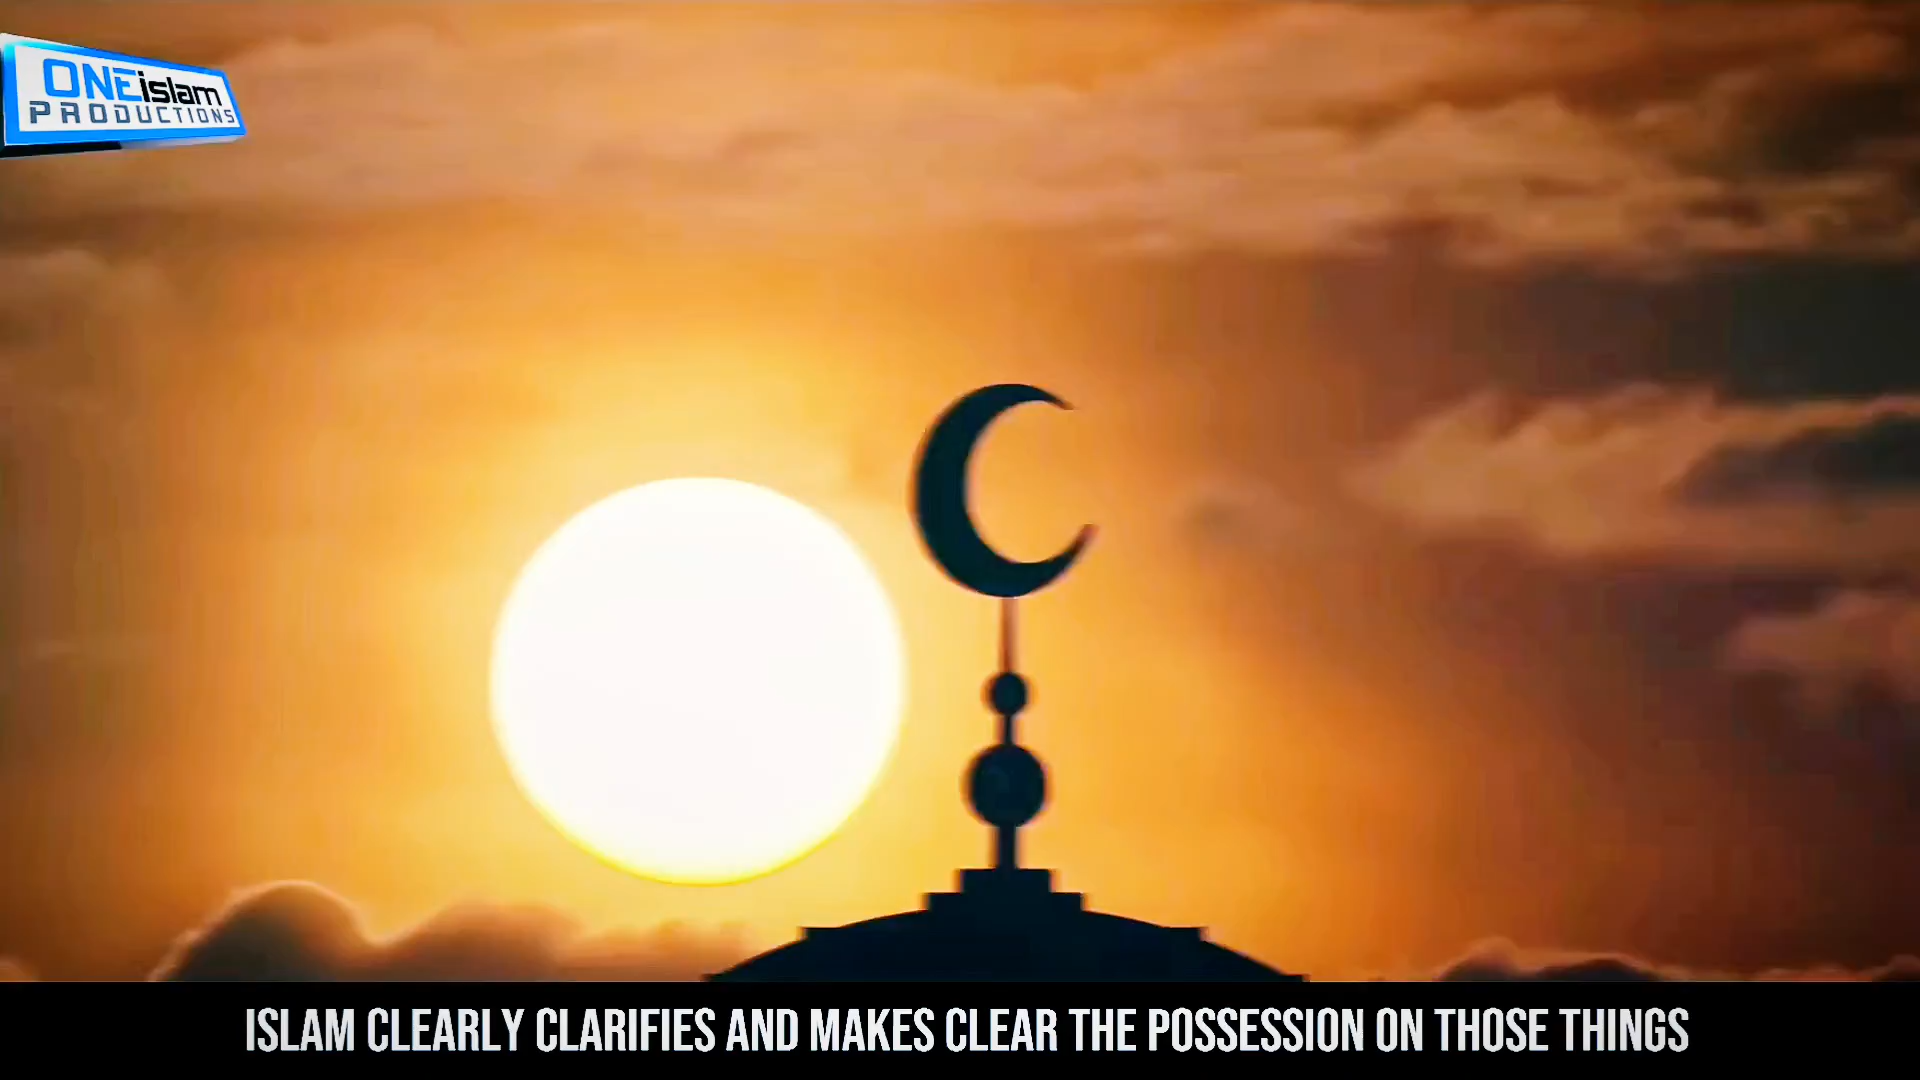 ONEislam
PRODUCTIONS
ISLAM CLEARLY CLARIFIES AND MAKES CLEAR THE POSSESSION ON THOSE THINGS